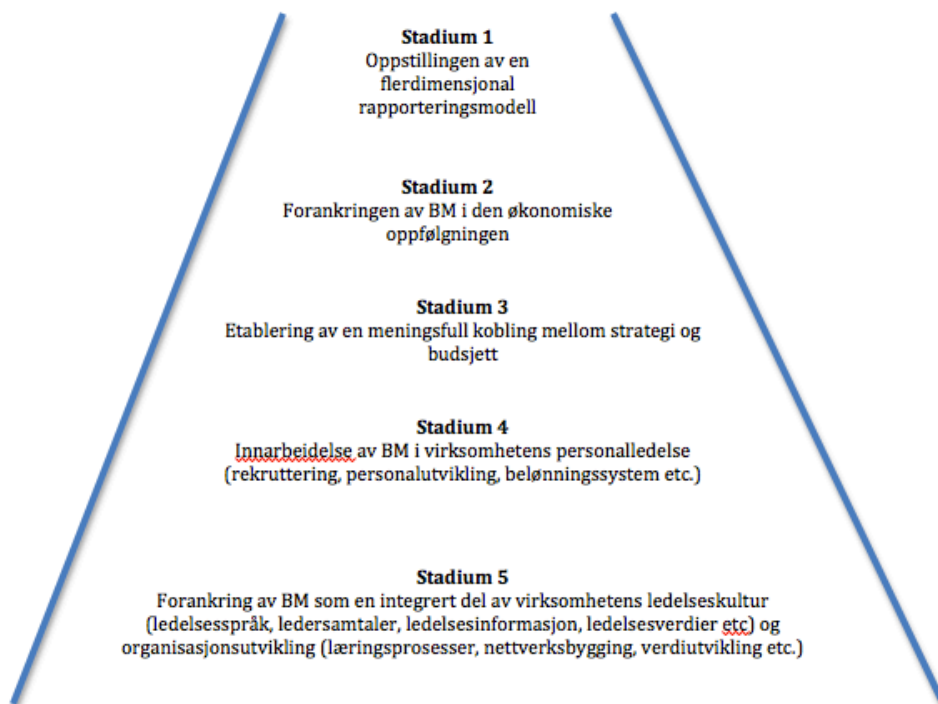 Stadium 1
Oppstillingen av en
flerdimensjonal
rapporteringsmodell
Stadium 2
Forankringen av BM i den økonomiske
oppfølgningen
Stadium 3
Etablering av en meningsfull kobling mellom strategi og
budsjett
Stadium 4
Innarbeidelse av BM i virksomhetens personalledelse
(rekruttering, personalutvikling, belønningssystem etc.)
Stadium 5
Forankring av BM som en integrert del av virksomhetens ledelseskultur
(ledelsesspråk, ledersamtaler, ledelsesinformasjon, ledelsesverdier etc) og
organisasjonsutvikling (læringsprosesser, nettverksbygging, verdiutvikling etc.)